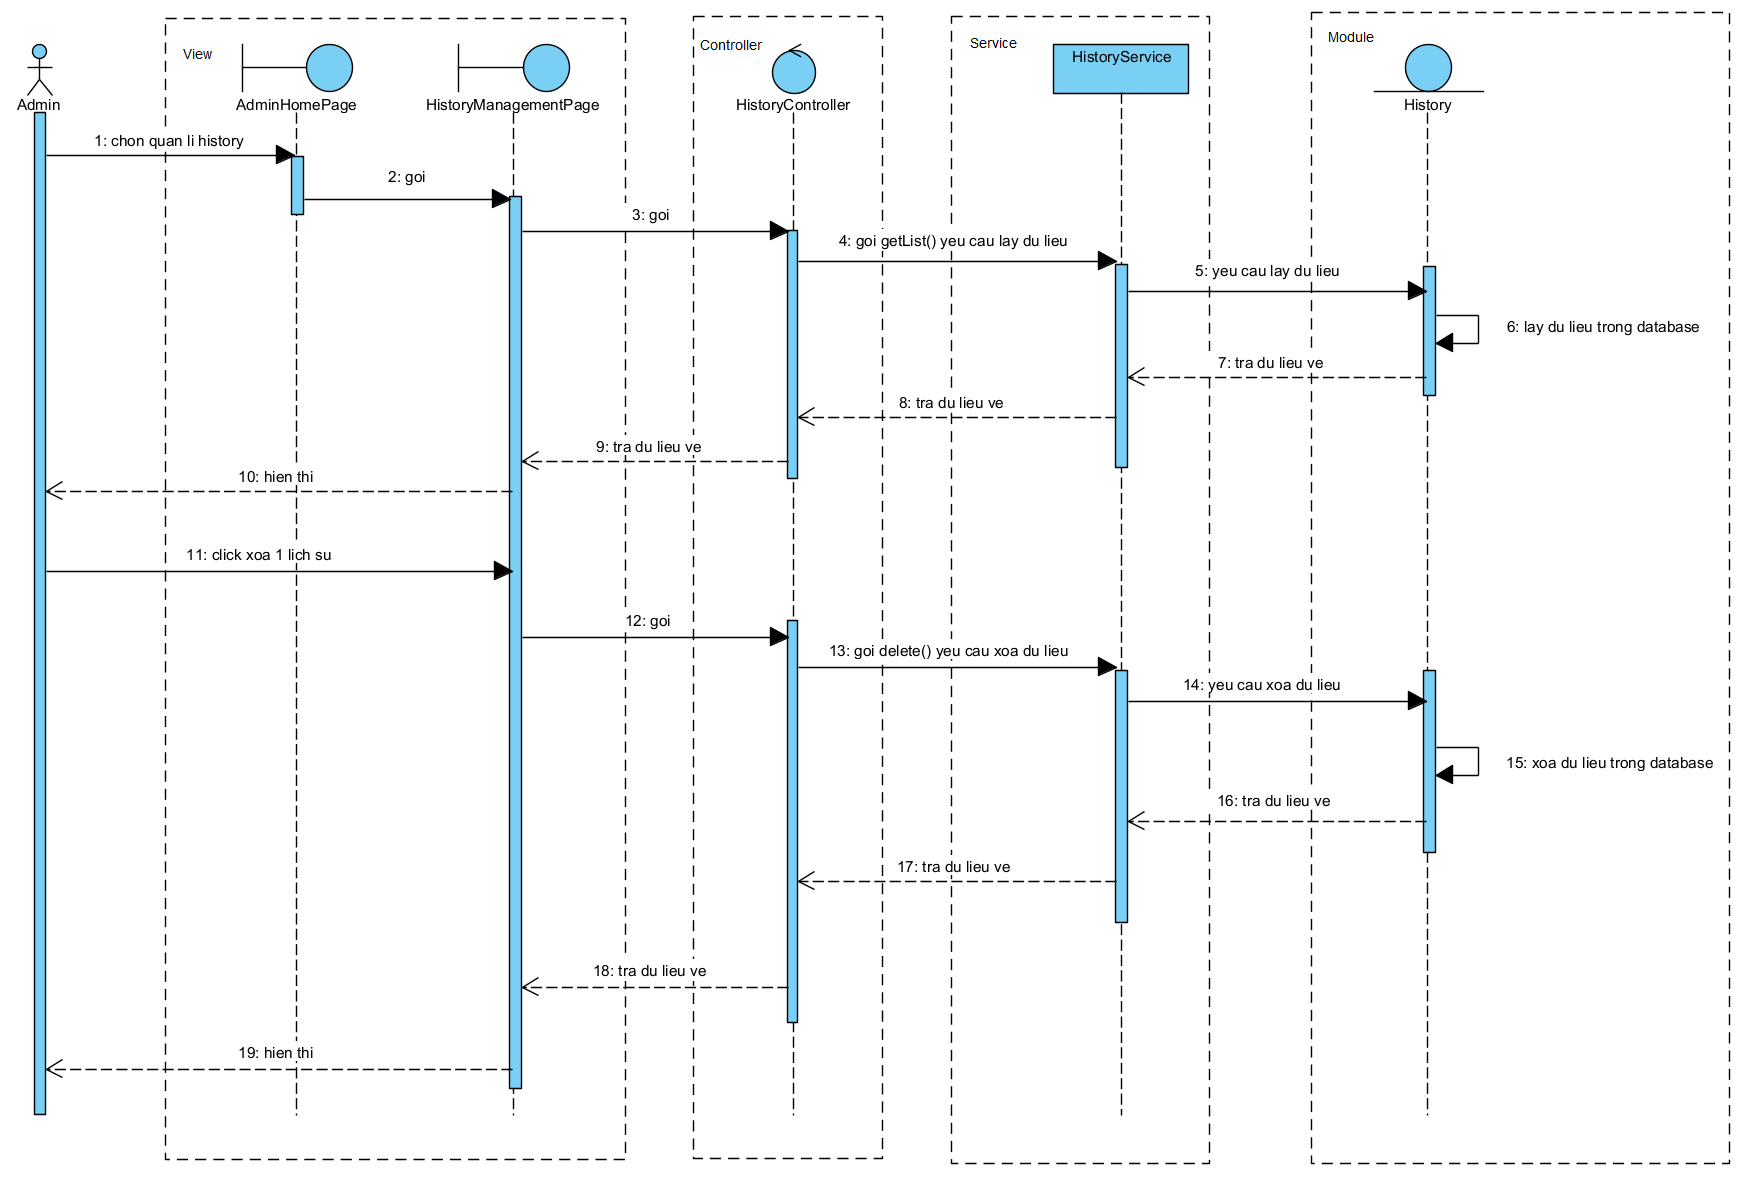 View
Controller
Service
Module
HistoryService
Admin
AdminHomePage
HistoryManagementPage
HistoryController
History
1: chon quan li history
2: goi
3: goi
4: goi getList() yeu cau lay du lieu
5: yeu cau lay du lieu
6: lay du lieu trong database
7: tra du lieu ve
8: tra du lieu ve
9: tra du lieu ve
10: hien thi
11: click xoa 1 lich su
12: goi
13: goi delete() yeu cau xoa du lieu
14: yeu cau xoa du lieu
15: xoa du lieu trong database
16: tra du lieu ve
17: tra du lieu ve
18: tra du lieu ve
19: hien thi